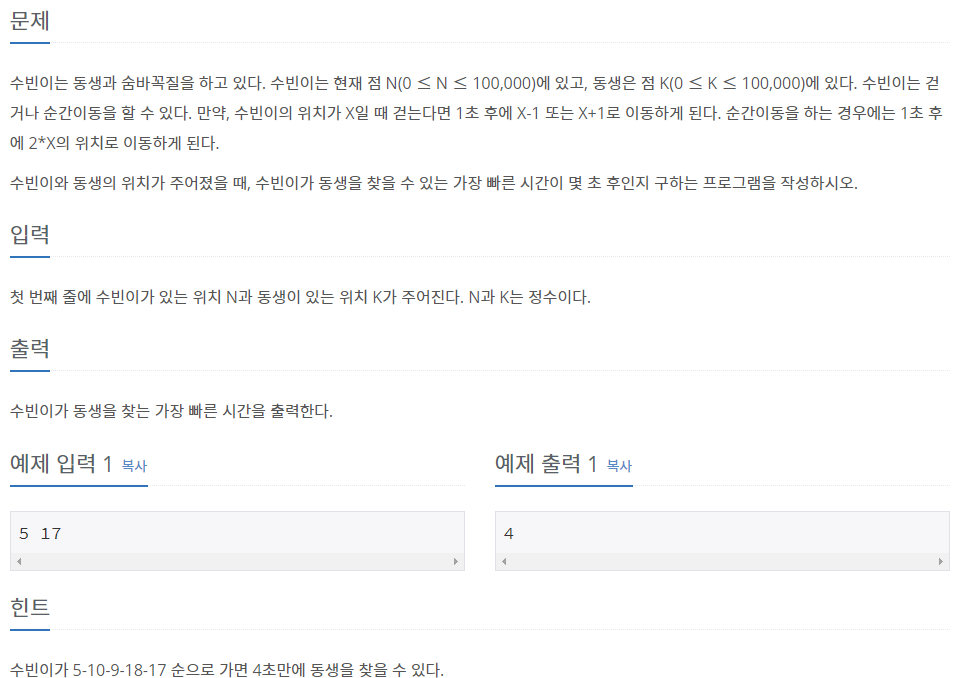 문제
수빈이는 동생과 숨바꼭질을 하고 있다. 수빈이는 현재 점 N(0 ≤ N ≤ 100,000)에 있고, 동생은 점 K(0 ≤ K ≤ 100,000)에 있다. 수빈이는 걷
거나 순간이동을 할 수 있다. 만약, 수빈이의 위치가 X일 때 걷는다면 1초 후에 X-1 또는 X+1로 이동하게 된다. 순간이동을 하는 경우에는 1초 후
에 2*X의 위치로 이동하게 된다.
수빈이와 동생의 위치가 주어졌을 때, 수빈이가 동생을 찾을 수 있는 가장 빠른 시간이 몇 초 후인지 구하는 프로그램을 작성하시오.
입력
첫 번째 줄에 수빈이가 있는 위치 N과 동생이 있는 위치 K가 주어진다. N과 K는 정수이다.
출력
수빈이가 동생을 찾는 가장 빠른 시간을 출력한다.
예제 입력 1 복사
5 17
예제 출력 1 복사
4
힌트
수빈이가 5-10-9-18-17 순으로 가면 4초만에 동생을 찾을 수 있다.